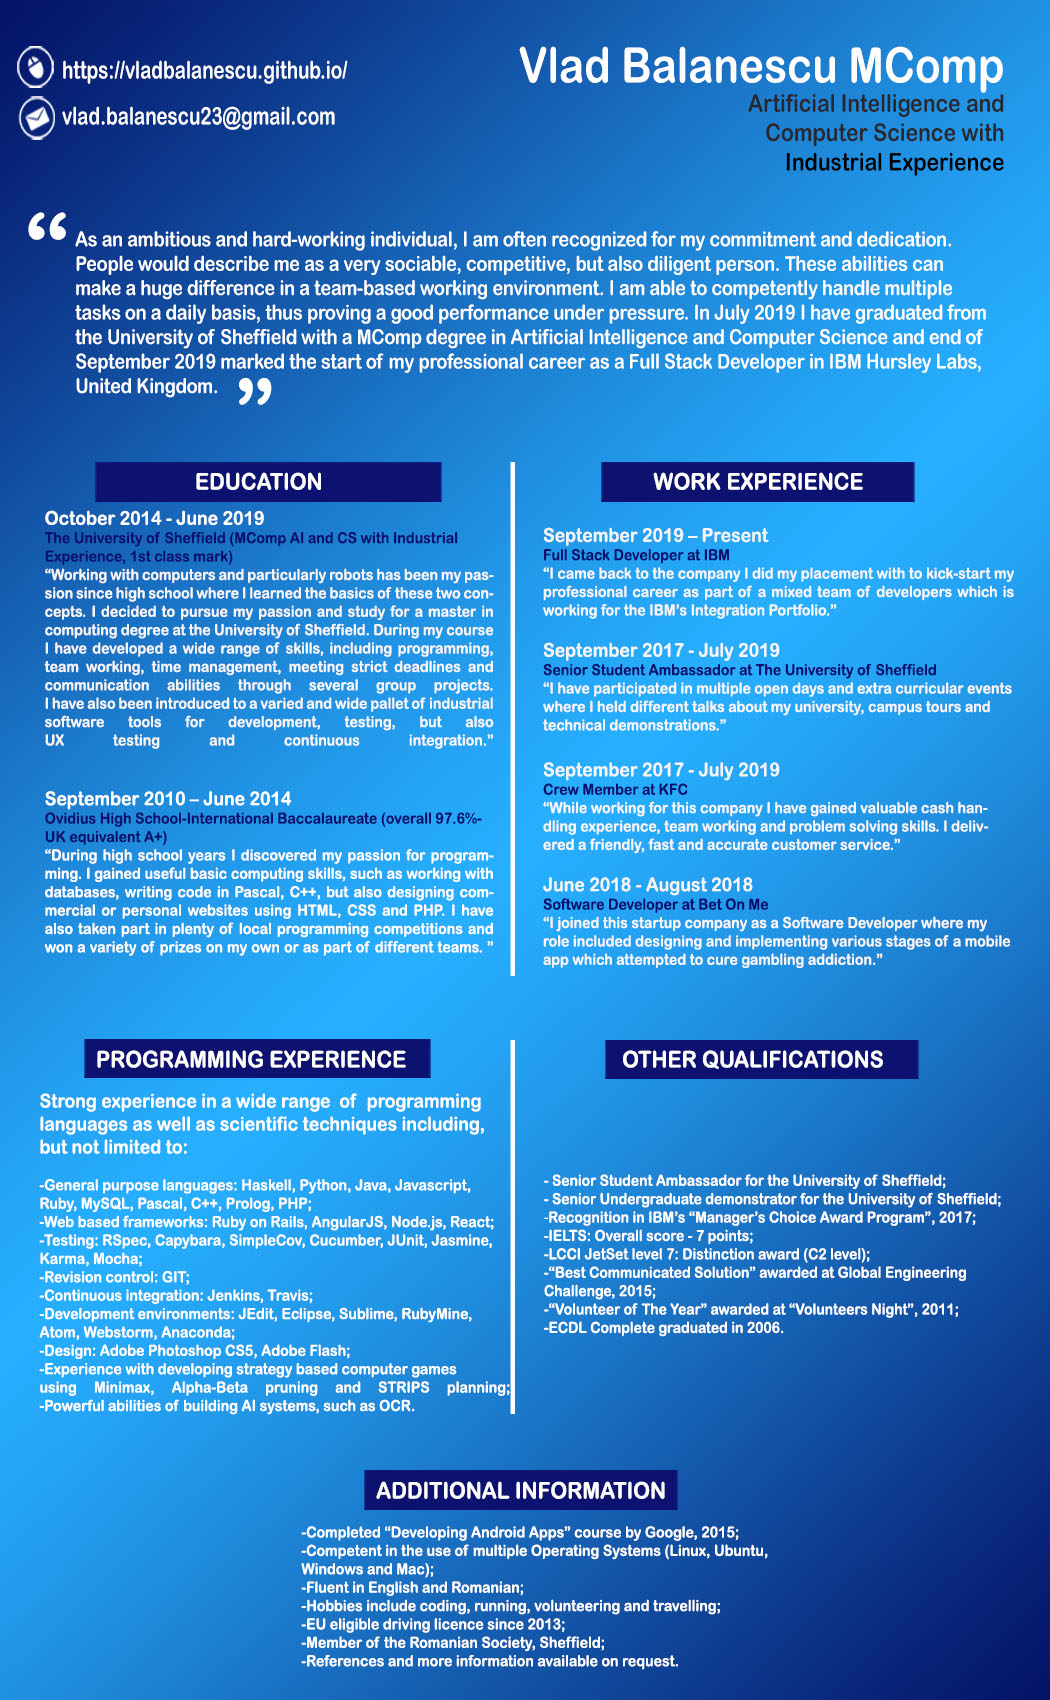 https://vladbalanescu.github.io/
vlad.balanescu23@gmail.com
Vlad Balanescu MComp
Artificial Intelligence and
Computer Science with
Industrial Experience
“ As an ambitious and hard-working individual, I am often recognized for my commitment and dedication.
People would describe me as a very sociable, competitive, but also diligent person. These abilities can
make a huge difference in a team-based working environment. I am able to competently handle multiple
tasks on a daily basis, thus proving a good performance under pressure. In July 2019 I have graduated from
the University of Sheffield with a MComp degree in Artificial Intelligence and Computer Science and end of
September 2019 marked the start of my professional career as a Full Stack Developer in IBM Hursley Labs,
United Kingdom. ”
EDUCATION
October 2014 - June 2019
The University of Sheffield (MComp AI and CS with Industrial
Experience, 1st class mark)
“Working with computers and particularly robots has been my pas-
sion since high school where I learned the basics of these two con-
cepts. I decided to pursue my passion and study for a master in
computing degree at the University of Sheffield. During my course
I have developed a wide range of skills, including programming,
team working, time management, meeting strict deadlines and
communication abilities through several group projects.
I have also been introduced to a varied and wide pallet of industrial
software tools for development, testing, but also
UX testing and continuous integration.”
September 2010 – June 2014
Ovidius High School-International Baccalaureate (overall 97.6%-
UK equivalent A+)
“During high school years I discovered my passion for program-
ming. I gained useful basic computing skills, such as working with
databases, writing code in Pascal, C++, but also designing com-
mercial or personal websites using HTML, CSS and PHP. I have
also taken part in plenty of local programming competitions and
won a variety of prizes on my own or as part of different teams. ”
WORK EXPERIENCE
September 2019 – Present
Full Stack Developer at IBM
“I came back to the company I did my placement with to kick-start my
professional career as part of a mixed team of developers which is
working for the IBM’s Integration Portfolio.”
September 2017 - July 2019
Senior Student Ambassador at The University of Sheffield
“I have participated in multiple open days and extra curricular events
where I held different talks about my university, campus tours and
technical demonstrations.”
September 2017 - July 2019
Crew Member at KFC
“While working for this company I have gained valuable cash han-
dling experience, team working and problem solving skills. I deliv-
ered a friendly, fast and accurate customer service.”
June 2018 - August 2018
Software Developer at Bet On Me
“I joined this startup company as a Software Developer where my
role included designing and implementing various stages of a mobile
app which attempted to cure gambling addiction.”
PROGRAMMING EXPERIENCE
Strong experience in a wide range of programming
languages as well as scientific techniques including,
but not limited to:
-General purpose languages: Haskell, Python, Java, Javascript,
Ruby, MySQL, Pascal, C++, Prolog, PHP;
-Web based frameworks: Ruby on Rails, AngularJS, Node.js, React;
-Testing: RSpec, Capybara, SimpleCov, Cucumber, JUnit, Jasmine,
Karma, Mocha;
-Revision control: GIT;
-Continuous integration: Jenkins, Travis;
-Development environments: JEdit, Eclipse, Sublime, RubyMine,
Atom, Webstorm, Anaconda;
-Design: Adobe Photoshop CS5, Adobe Flash;
-Experience with developing strategy based computer games
using Minimax, Alpha-Beta pruning and STRIPS planning;
-Powerful abilities of building AI systems, such as OCR.
OTHER QUALIFICATIONS
- Senior Student Ambassador for the University of Sheffield;
- Senior Undergraduate demonstrator for the University of Sheffield;
-Recognition in IBM’s “Manager’s Choice Award Program”, 2017;
-IELTS: Overall score - 7 points;
-LCCI JetSet level 7: Distinction award (C2 level);
-“Best Communicated Solution” awarded at Global Engineering
Challenge, 2015;
-“Volunteer of The Year” awarded at “Volunteers Night”, 2011;
-ECDL Complete graduated in 2006.
ADDITIONAL INFORMATION
-Completed “Developing Android Apps” course by Google, 2015;
-Competent in the use of multiple Operating Systems (Linux, Ubuntu,
Windows and Mac);
-Fluent in English and Romanian;
-Hobbies include coding, running, volunteering and travelling;
-EU eligible driving licence since 2013;
-Member of the Romanian Society, Sheffield;
-References and more information available on request.